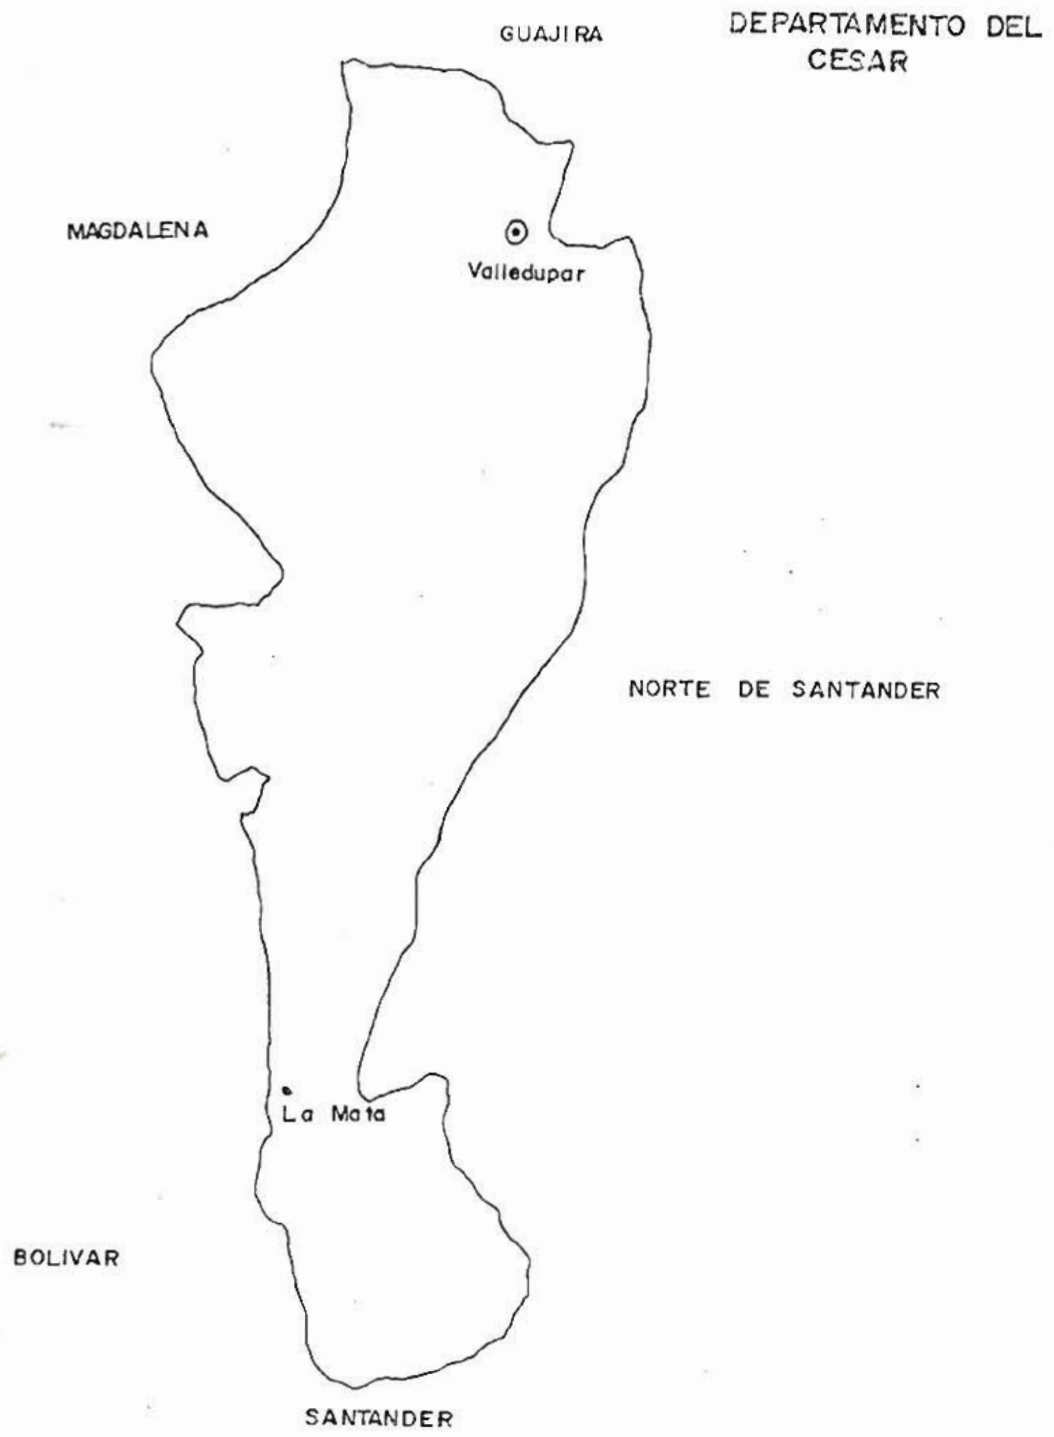 GUAJIRA
DEPARTAMENTO DEL
CESAR
MAGDALENA
Valledupar
NORTE DE SANTANDER
La Mata
BOLIVAR
SANTANDER